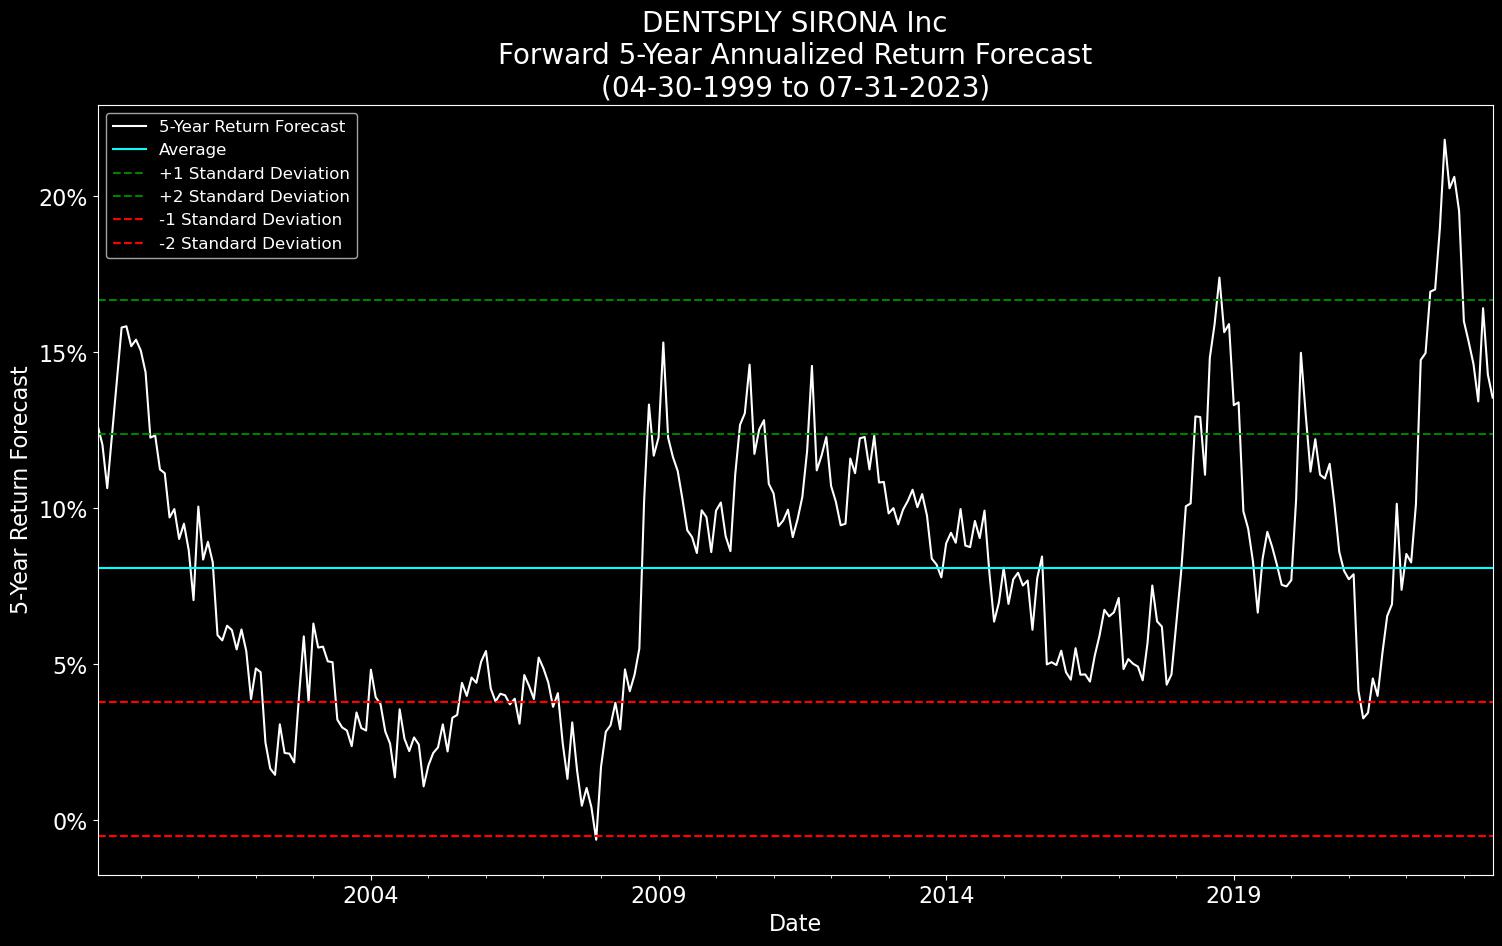 DENTSPLY SIRONA Inc
Forward 5-Year Annualized Return Forecast
(04-30-1999 to 07-31-2023)
5-Year Return Forecast
Average
+1 Standard Deviation
+2 Standard Deviation
-1 Standard Deviation
-2 Standard Deviation
5-Year Return Forecast
20%
15%
10%
5%
0%
2004
2009
2014
2019
Date